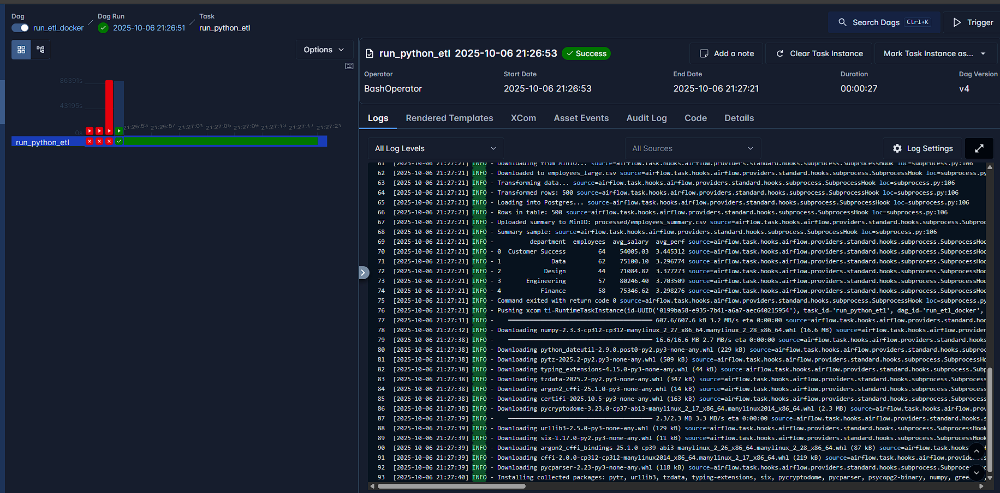 Dag
run_etl_docker
Dag Run
2025-10-06 21:26:51
Task
run_python_etl
Search Dags Ctrl+K
Trigger
Options
86391s
43195s
0s
21:26:53 21:26:57 21:27:01 21:27:05 21:27:09 21:27:13 21:27:17 21:27:21
run_python_etl
run_python_etl 2025-10-06 21:26:53 Success
Add a note
Clear Task Instance
Mark Task Instance as...
Operator Start Date End Date Duration Dag Version
BashOperator 2025-10-06 21:26:53 2025-10-06 21:27:21 00:00:27 v4
Logs Rendered Templates XCom Asset Events Audit Log Code Details
All Log Levels All Sources Log Settings
61 [2025-10-06 21:27:21] INFO - Downloading from MinIO... source=airflow.task.hooks.airflow.providers.standard.hooks.subprocess.SubprocessHook loc=subprocess.py:106
62 [2025-10-06 21:27:21] INFO - Downloaded to employees_large.csv source=airflow.task.hooks.airflow.providers.standard.hooks.subprocess.SubprocessHook loc=subprocess.py
63 [2025-10-06 21:27:21] INFO - Transforming data... source=airflow.task.hooks.airflow.providers.standard.hooks.subprocess.SubprocessHook loc=subprocess.py:106
64 [2025-10-06 21:27:21] INFO - Transformed rows: 500 source=airflow.task.hooks.airflow.providers.standard.hooks.subprocess.SubprocessHook loc=subprocess.py:106
65 [2025-10-06 21:27:21] INFO - Loading into Postgres... source=airflow.task.hooks.airflow.providers.standard.hooks.subprocess.SubprocessHook loc=subprocess.py:106
66 [2025-10-06 21:27:21] INFO - Rows in table: 500 source=airflow.task.hooks.airflow.providers.standard.hooks.subprocess.SubprocessHook loc=subprocess.py:106
67 [2025-10-06 21:27:21] INFO - Uploaded summary to MinIO: processed/employees_summary.csv source=airflow.task.hooks.airflow.providers.standard.hooks.subprocess.Subproc
68 [2025-10-06 21:27:21] INFO - Summary sample: source=airflow.task.hooks.airflow.providers.standard.hooks.subprocess.SubprocessHook loc=subprocess.py:106
69 [2025-10-06 21:27:21] INFO - department employees avg_salary avg_perf source=airflow.task.hooks.airflow.providers.standard.hooks.subprocess.SubprocessHoo
70 [2025-10-06 21:27:21] INFO - 0 Customer Success 64 54005.03 3.445312 source=airflow.task.hooks.airflow.providers.standard.hooks.subprocess.SubprocessHoo
71 [2025-10-06 21:27:21] INFO - 1 Data 62 75100.10 3.296774 source=airflow.task.hooks.airflow.providers.standard.hooks.subprocess.SubprocessHoo
72 [2025-10-06 21:27:21] INFO - 2 Design 44 71084.82 3.377273 source=airflow.task.hooks.airflow.providers.standard.hooks.subprocess.SubprocessHoo
73 [2025-10-06 21:27:21] INFO - 3 Engineering 57 80246.40 3.703509 source=airflow.task.hooks.airflow.providers.standard.hooks.subprocess.SubprocessHoo
74 [2025-10-06 21:27:21] INFO - 4 Finance 58 75346.62 3.298276 source=airflow.task.hooks.airflow.providers.standard.hooks.subprocess.SubprocessHoo
75 [2025-10-06 21:27:21] INFO - Command exited with return code 0 source=airflow.task.hooks.airflow.providers.standard.hooks.subprocess.SubprocessHook loc=subprocess.py
76 [2025-10-06 21:27:21] INFO - Pushing xcom ti=RuntimeTaskInstance(id=UUID('0199ba58-e935-7b41-a6a7-aec640215954'), task_id='run_python_etl', dag_id='run_etl_docker',
77 [2025-10-06 21:27:31] INFO - ━━━━━━━━━━━━━━━━━━━━━━━━━━━━━━━━━━━━━━━━ 607.6/607.6 kB 3.2 MB/s eta 0:00:00 source=airflow.task.hooks.airflow.providers.standard.hoo
78 [2025-10-06 21:27:32] INFO - Downloading numpy-2.3.3-cp312-cp312-manylinux_2_27_x86_64.manylinux_2_28_x86_64.whl (16.6 MB) source=airflow.task.hooks.airflow.provider
79 [2025-10-06 21:27:38] INFO - ━━━━━━━━━━━━━━━━━━━━━━━━━━━━━━━━━━━━━━━━ 16.6/16.6 MB 2.7 MB/s eta 0:00:00 source=airflow.task.hooks.airflow.providers.standard.hooks
80 [2025-10-06 21:27:38] INFO - Downloading python_dateutil-2.9.0.post0-py2.py3-none-any.whl (229 kB) source=airflow.task.hooks.airflow.providers.standard.hooks.subproc
81 [2025-10-06 21:27:38] INFO - Downloading pytz-2025.2-py2.py3-none-any.whl (509 kB) source=airflow.task.hooks.airflow.providers.standard.hooks.subprocess.SubprocessHo
82 [2025-10-06 21:27:38] INFO - Downloading typing_extensions-4.15.0-py3-none-any.whl (44 kB) source=airflow.task.hooks.airflow.providers.standard.hooks.subprocess.Subp
83 [2025-10-06 21:27:38] INFO - Downloading tzdata-2025.2-py2.py3-none-any.whl (347 kB) source=airflow.task.hooks.airflow.providers.standard.hooks.subprocess.Subprocess
84 [2025-10-06 21:27:38] INFO - Downloading argon2_cffi-25.1.0-py3-none-any.whl (14 kB) source=airflow.task.hooks.airflow.providers.standard.hooks.subprocess.Subprocess
85 [2025-10-06 21:27:38] INFO - Downloading certifi-2025.10.5-py3-none-any.whl (163 kB) source=airflow.task.hooks.airflow.providers.standard.hooks.subprocess.Subprocess
86 [2025-10-06 21:27:38] INFO - Downloading pycryptodome-3.23.0-cp37-abi3-manylinux_2_17_x86_64.manylinux2014_x86_64.whl (2.3 MB) source=airflow.task.hooks.airflow.prov
87 [2025-10-06 21:27:39] INFO - ━━━━━━━━━━━━━━━━━━━━━━━━━━━━━━━━━━━━━━━━ 2.3/2.3 MB 3.3 MB/s eta 0:00:00 source=airflow.task.hooks.airflow.providers.standard.hooks.s
88 [2025-10-06 21:27:39] INFO - Downloading urllib3-2.5.0-py3-none-any.whl (129 kB) source=airflow.task.hooks.airflow.providers.standard.hooks.subprocess.SubprocessHook
89 [2025-10-06 21:27:39] INFO - Downloading six-1.17.0-py2.py3-none-any.whl (11 kB) source=airflow.task.hooks.airflow.providers.standard.hooks.subprocess.SubprocessHook
90 [2025-10-06 21:27:39] INFO - Downloading argon2_cffi_bindings-25.1.0-cp39-abi3-manylinux_2_26_x86_64.manylinux_2_28_x86_64.whl (87 kB) source=airflow.task.hooks
91 [2025-10-06 21:27:39] INFO - Downloading cffi-2.0.0-cp312-cp312-manylinux2014_x86_64.manylinux_2_17_x86_64.whl (219 kB) source=airflow.task.hooks.airflow.provide
92 [2025-10-06 21:27:39] INFO - Downloading pycparser-2.23-py3-none-any.whl (118 kB) source=airflow.task.hooks.airflow.providers.standard.hooks.subprocess.Subproces
93 [2025-10-06 21:27:40] INFO - Installing collected packages: pytz, urllib3, tzdata, typing-extensions, six, pycryptodome, pycparser, psycopg2-binary, numpy,